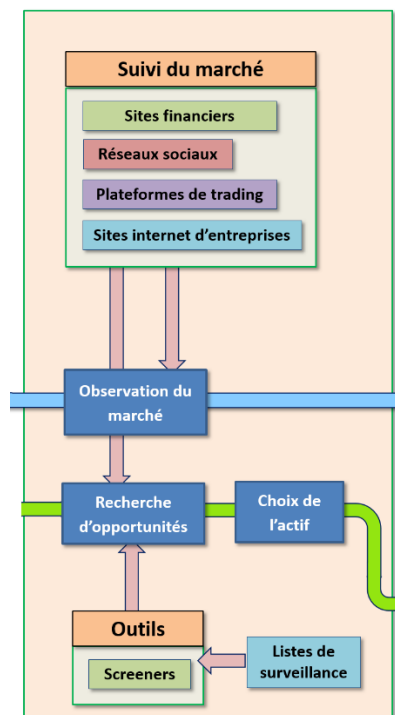 Suivi du marché
Sites financiers
Réseaux sociaux
Plateformes de trading
Sites internet d’entreprises
Observation du
marché
Recherche
d’opportunités
Choix de
l’actif
Outils
Screeners
Listes de
surveillance